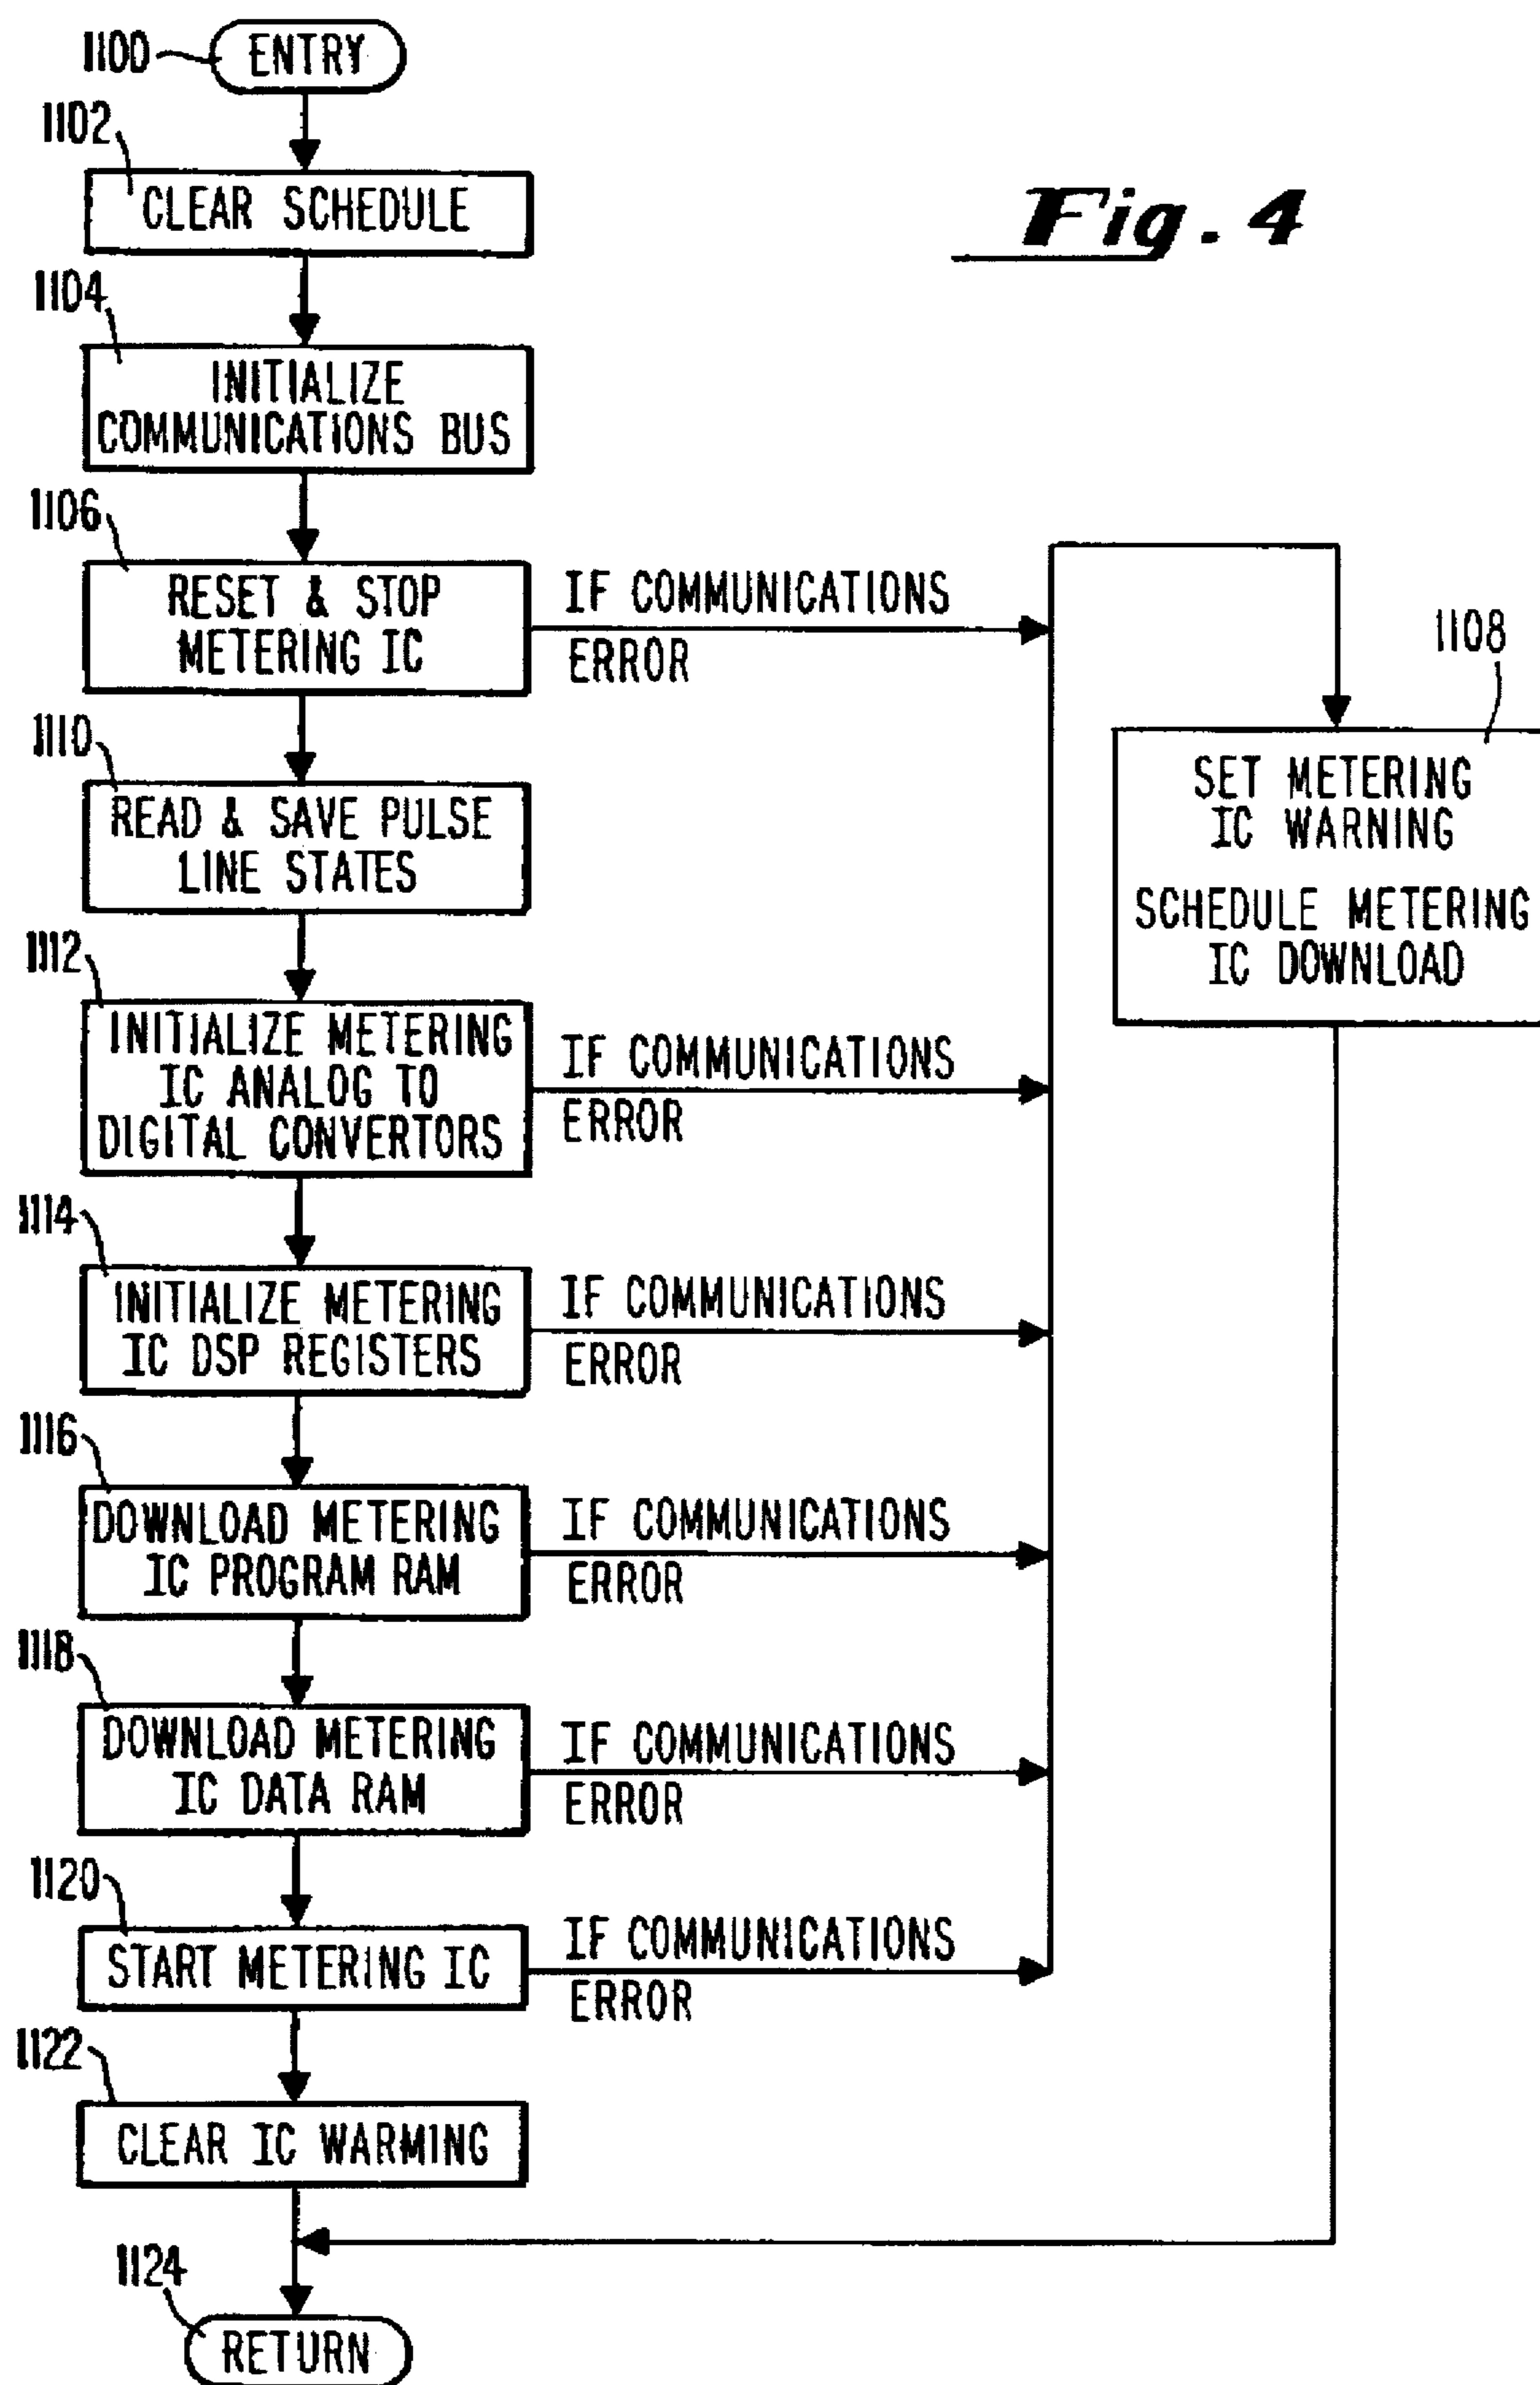 1100
ENTRY
1102
CLEAR SCHEDULE
Fig. 4
1104
INITIALIZE
COMMUNICATIONS BUS
1106
RESET & STOP
METERING IC
IF COMMUNICATIONS
ERROR
1108
SET METERING
IC WARNING
SCHEDULE METERING
IC DOWNLOAD
1110
READ & SAVE PULSE
LINE STATES
1112
INITIALIZE METERING
IC ANALOG TO
DIGITAL CONVERTORS
IF COMMUNICATIONS
ERROR
1114
INITIALIZE METERING
IC DSP REGISTERS
IF COMMUNICATIONS
ERROR
1116
DOWNLOAD METERING
IC PROGRAM RAM
IF COMMUNICATIONS
ERROR
1118
DOWNLOAD METERING
IC DATA RAM
IF COMMUNICATIONS
ERROR
1120
START METERING IC
IF COMMUNICATIONS
ERROR
1122
CLEAR IC WARMING
1124
RETURN